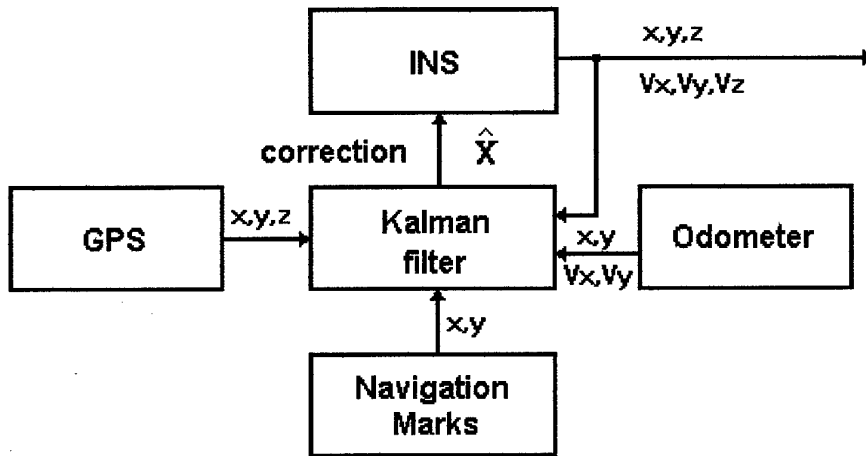 INS
x,y,z
Vx,Vy,Vz
correction
X̂
GPS
x,y,z
Kalman
filter
x,y
Vx,Vy
Odometer
x,y
Navigation
Marks